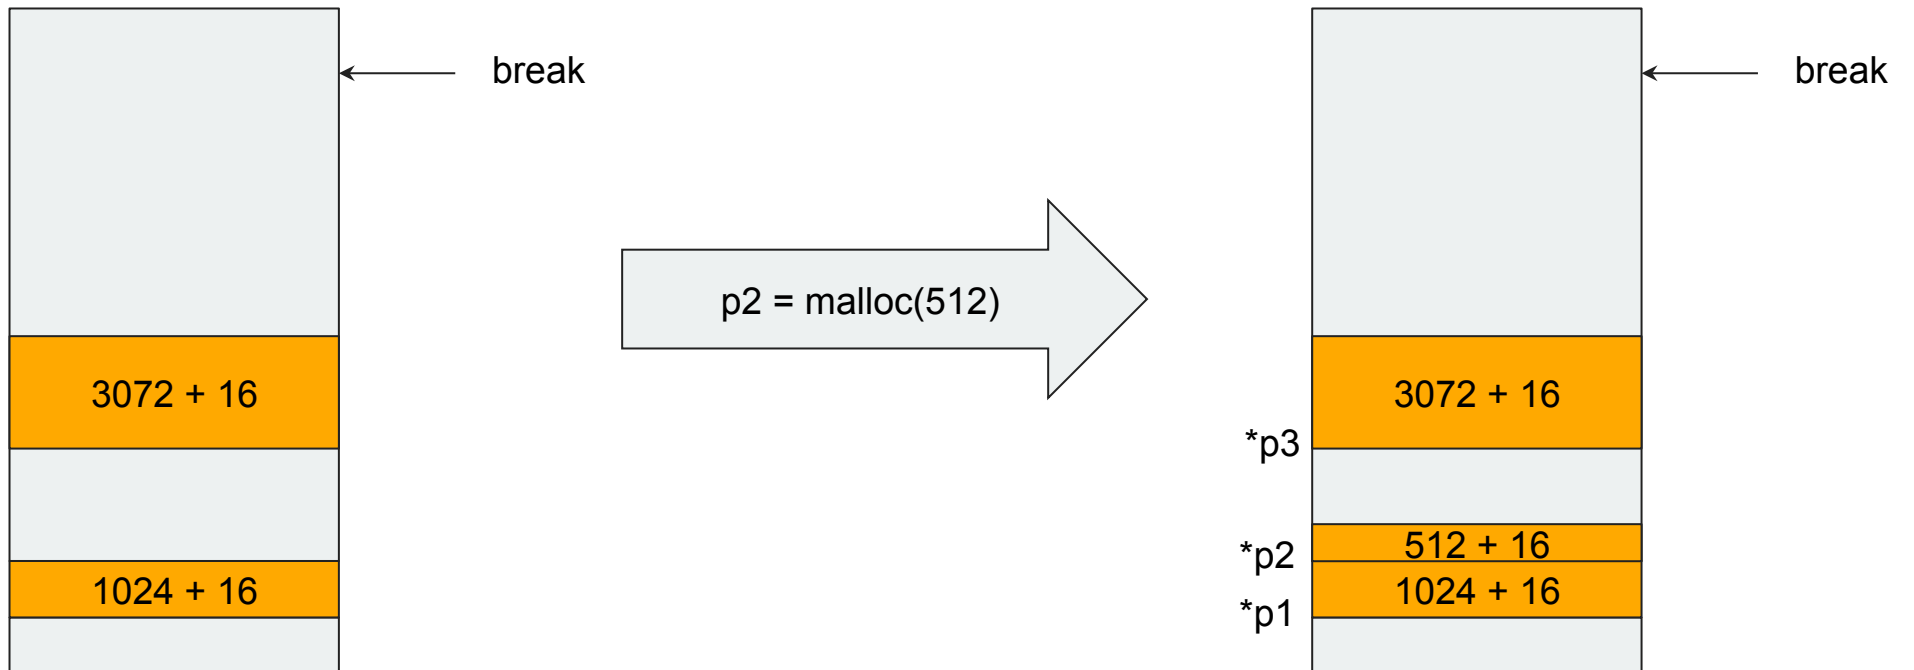 break
3072 + 16
1024 + 16
p2 = malloc(512)
break
3072 + 16
*p3
512 + 16
*p2
1024 + 16
*p1